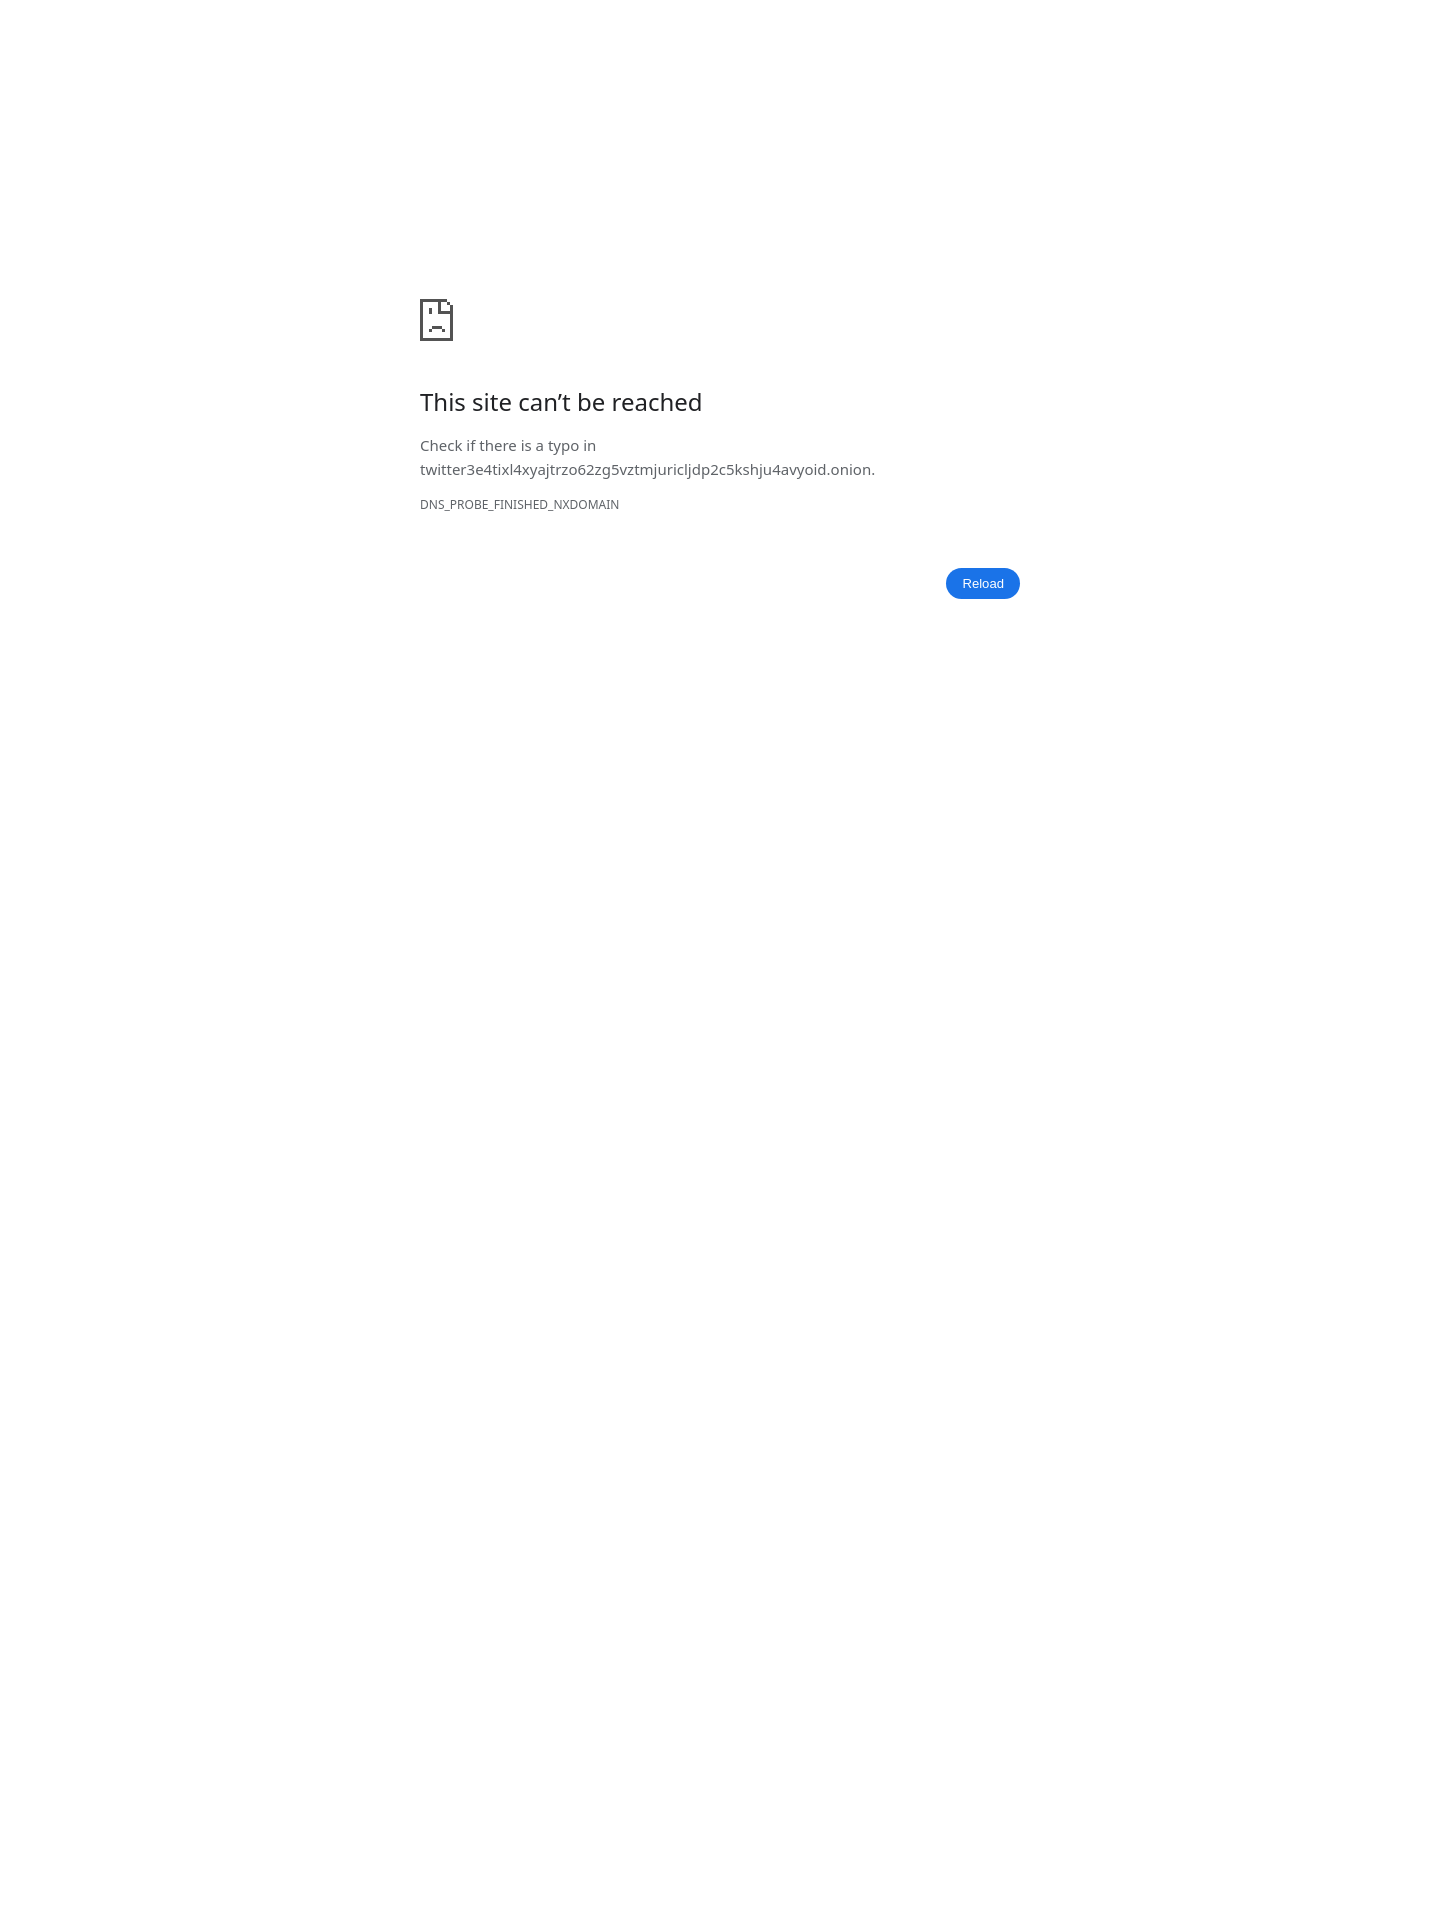 This site can’t be reached
Check if there is a typo in
twitter3e4tixl4xyajtrzo62zg5vztmjuricljdp2c5kshju4avyoid.onion.
DNS_PROBE_FINISHED_NXDOMAIN
Reload